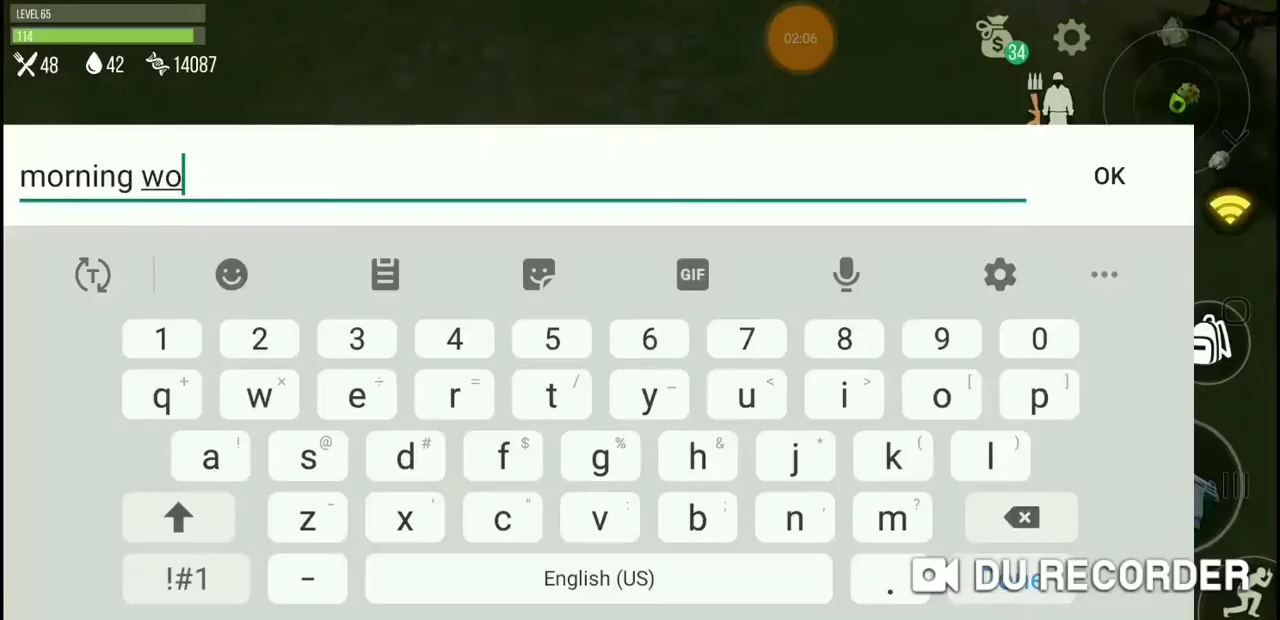 LEVEL 65
114
02:06
34
48 42 14087
morning wo
OK
T
GIF
1 2 3 4 5 6 7 8 9 0
q + w × e ÷ r = t / y _ u < i > o [ p ]
a ! s @ d # f $ g % h & j * k ( l )
z - x ' c " v : b ; n , m ?
!#1 - English (US) . Done
DU RECORDER